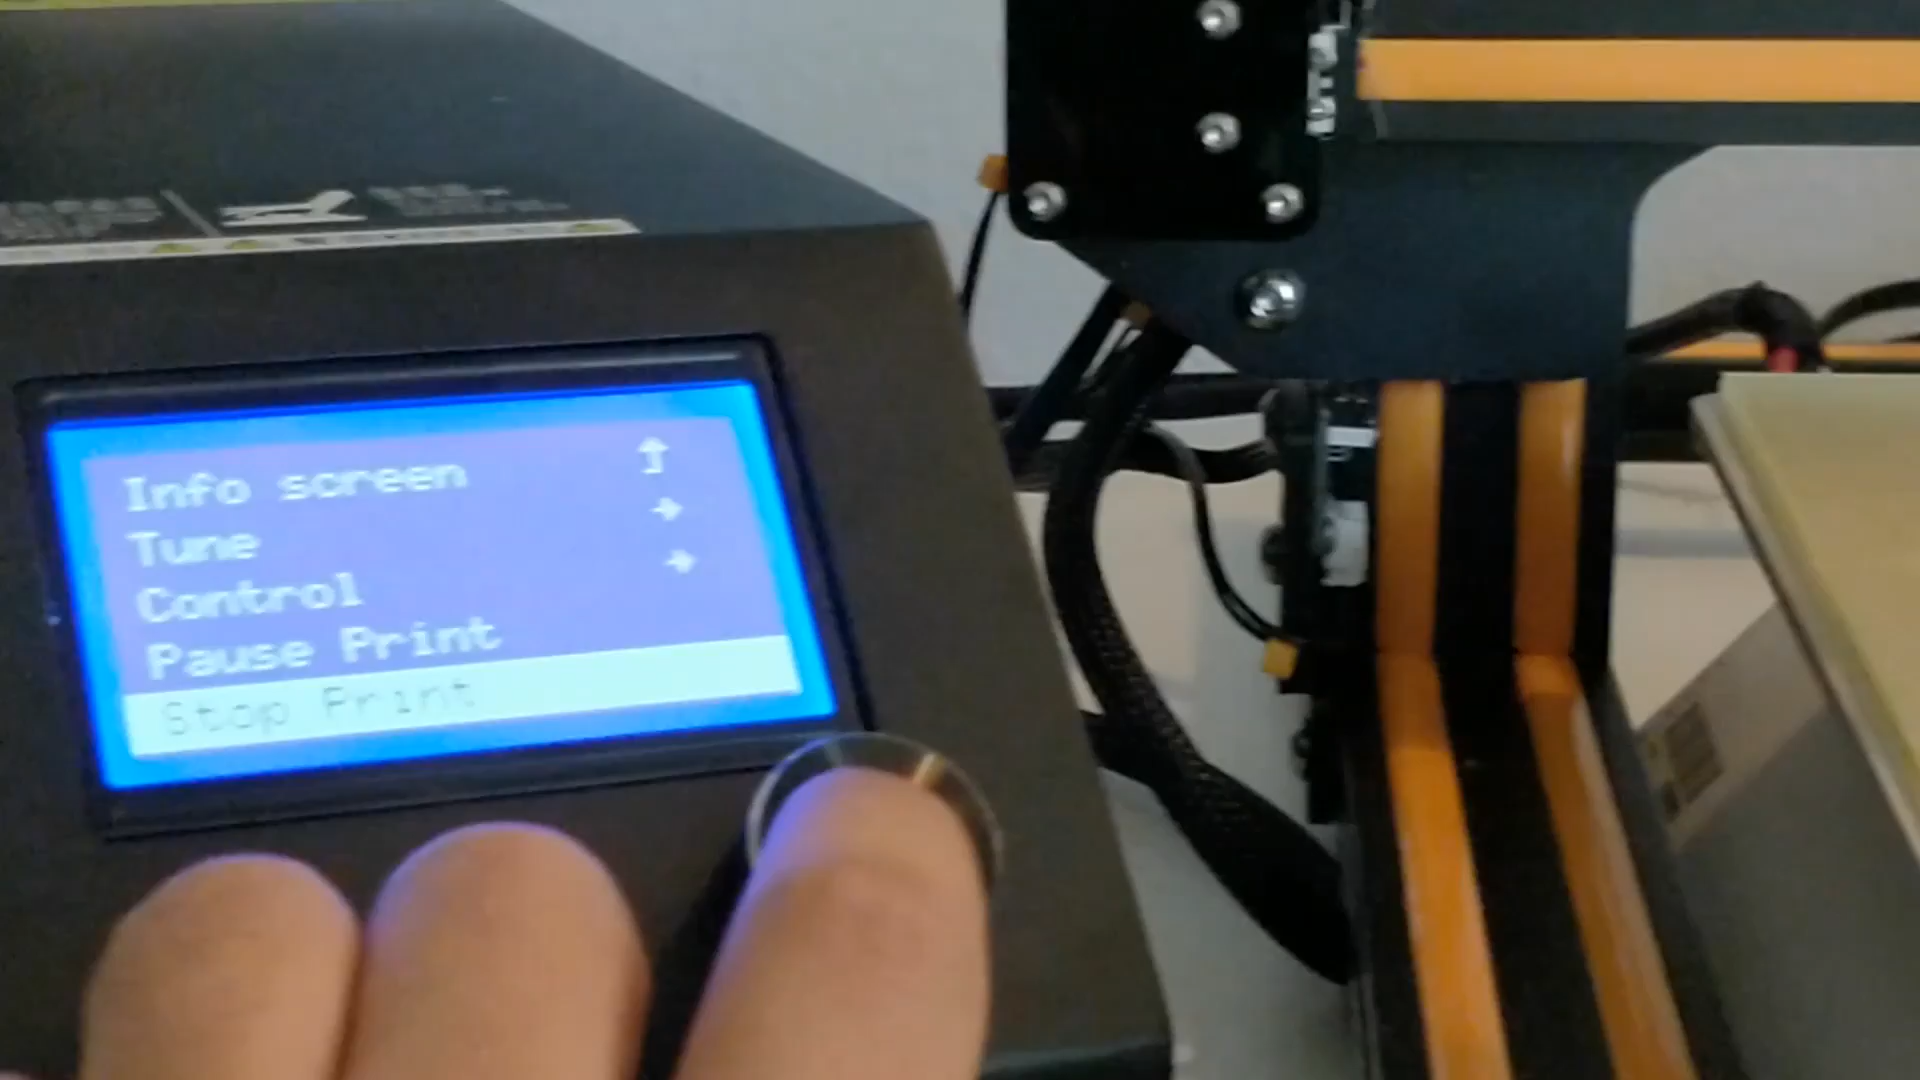 Info screen ↑
Tune →
Control →
Pause Print
Stop Print